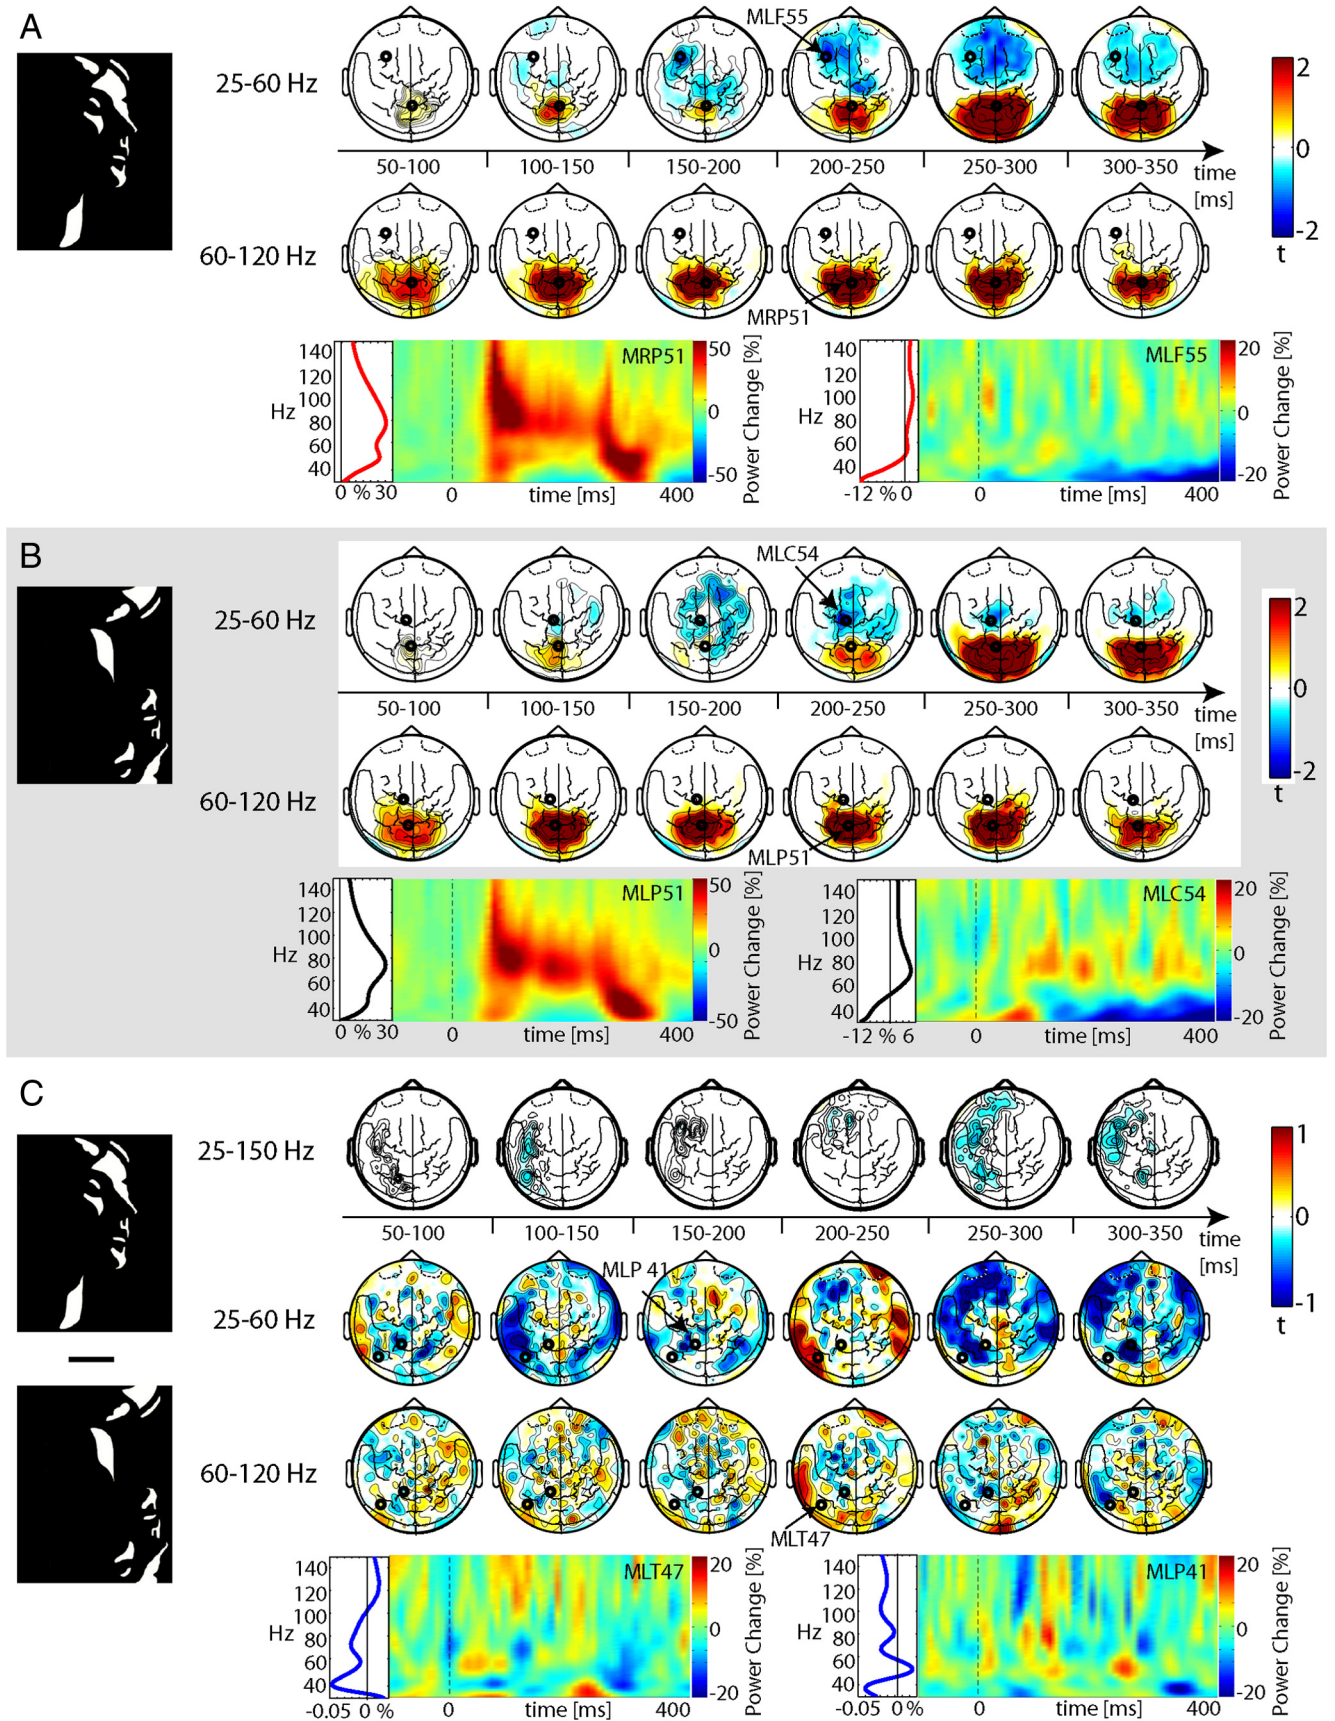 A
MLF55
25-60 Hz
50-100 100-150 150-200 200-250 250-300 300-350 time [ms]
2
0
-2
t
60-120 Hz
MRP51
140
120
100
80
60
40
Hz
0 % 30
MRP51
0 time [ms] 400
50
0
-50
Power Change [%]
140
120
100
80
60
40
Hz
-12 % 0
MLF55
0 time [ms] 400
20
0
-20
Power Change [%]
B
MLC54
25-60 Hz
50-100 100-150 150-200 200-250 250-300 300-350 time [ms]
2
0
-2
t
60-120 Hz
MLP51
140
120
100
80
60
40
Hz
0 % 30
MLP51
0 time [ms] 400
50
0
-50
Power Change [%]
140
120
100
80
60
40
Hz
-12 % 6
MLC54
0 time [ms] 400
20
0
-20
Power Change [%]
C
25-150 Hz
50-100 100-150 150-200 200-250 250-300 300-350 time [ms]
1
0
-1
t
MLP 41
25-60 Hz
60-120 Hz
MLT47
140
120
100
80
60
40
Hz
-0.05 0 %
MLT47
0 time [ms] 400
20
0
-20
Power Change [%]
140
120
100
80
60
40
Hz
-0.05 0 %
MLP41
0 time [ms] 400
20
0
-20
Power Change [%]